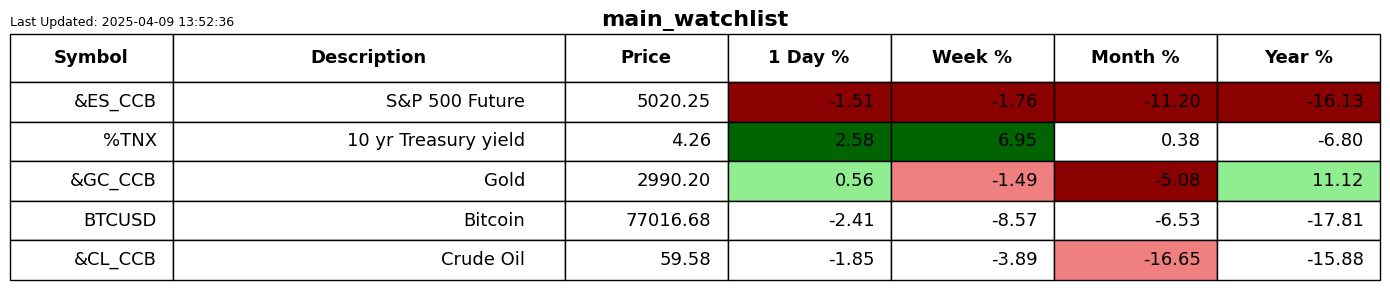 main_watchlist
Last Updated: 2025-04-09 13:52:36
Symbol Description Price 1 Day % Week % Month % Year %
&ES_CCB S&P 500 Future 5020.25 -1.51 -1.76 -11.20 -16.13
%TNX 10 yr Treasury yield 4.26 2.58 6.95 0.38 -6.80
&GC_CCB Gold 2990.20 0.56 -1.49 -5.08 11.12
BTCUSD Bitcoin 77016.68 -2.41 -8.57 -6.53 -17.81
&CL_CCB Crude Oil 59.58 -1.85 -3.89 -16.65 -15.88